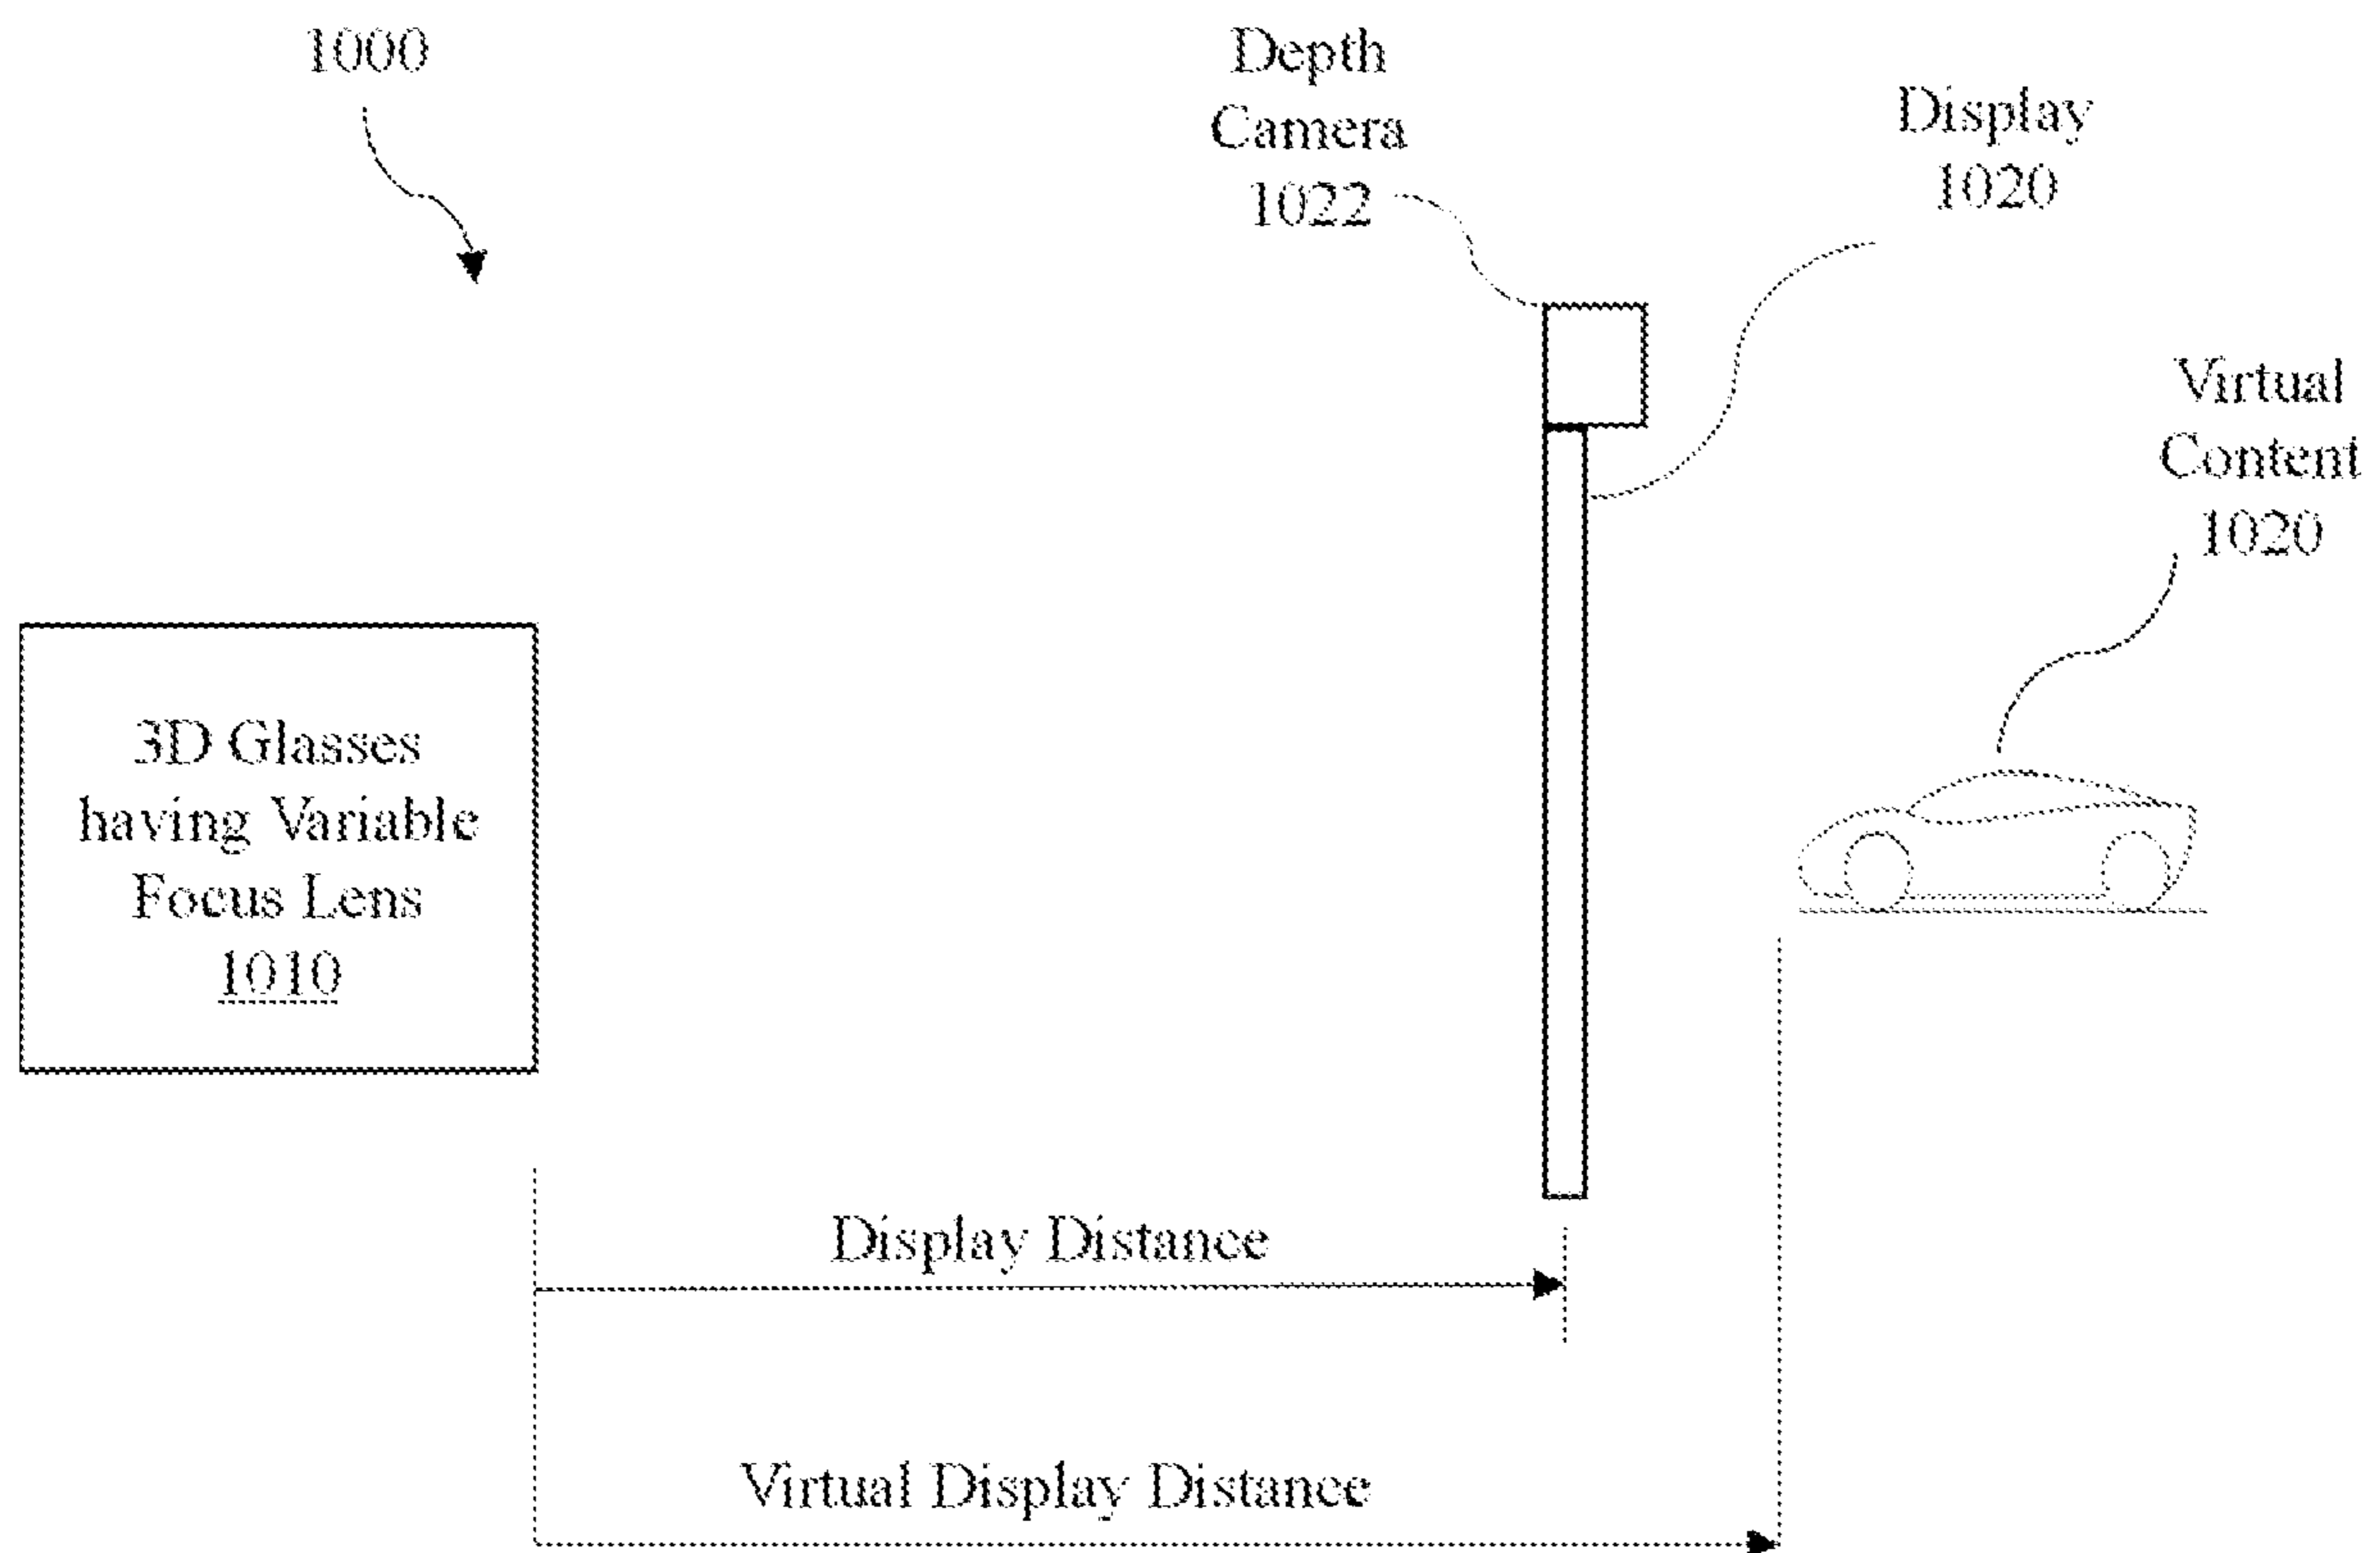 1000
Depth
Camera
1022
Display
1020
Virtual
Content
1020
3D Glasses
having Variable
Focus Lens
1010
Display Distance
Virtual Display Distance